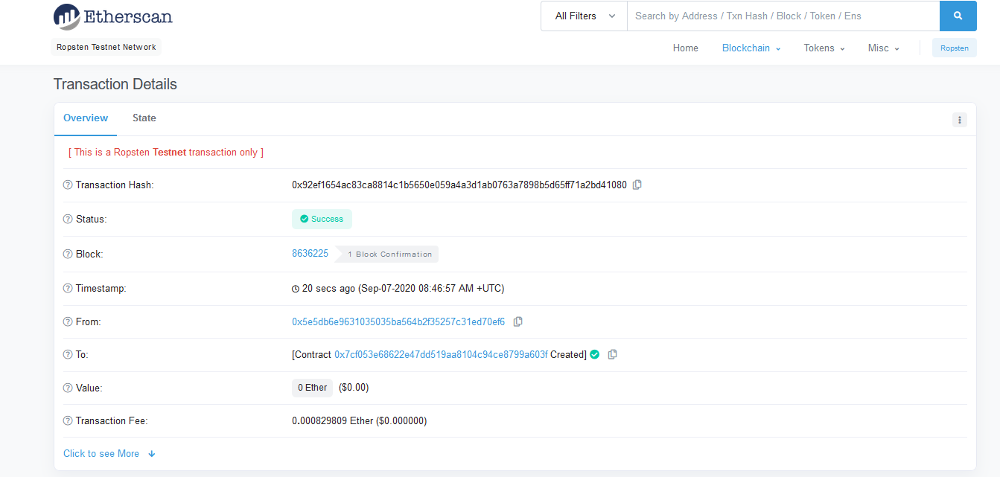 Etherscan
All Filters
Search by Address / Txn Hash / Block / Token / Ens
Ropsten Testnet Network
Home Blockchain Tokens Misc Ropsten
Transaction Details
Overview State
[ This is a Ropsten Testnet transaction only ]
Transaction Hash: 0x92ef1654ac83ca8814c1b5650e059a4a3d1ab0763a7898b5d65ff71a2bd41080
Status: Success
Block: 8636225 1 Block Confirmation
Timestamp: 20 secs ago (Sep-07-2020 08:46:57 AM +UTC)
From: 0x5e5db6e9631035035ba564b2f35257c31ed70ef6
To: [Contract 0x7cf053e68622e47dd519aa8104c94ce8799a603f Created]
Value: 0 Ether ($0.00)
Transaction Fee: 0.000829809 Ether ($0.000000)
Click to see More